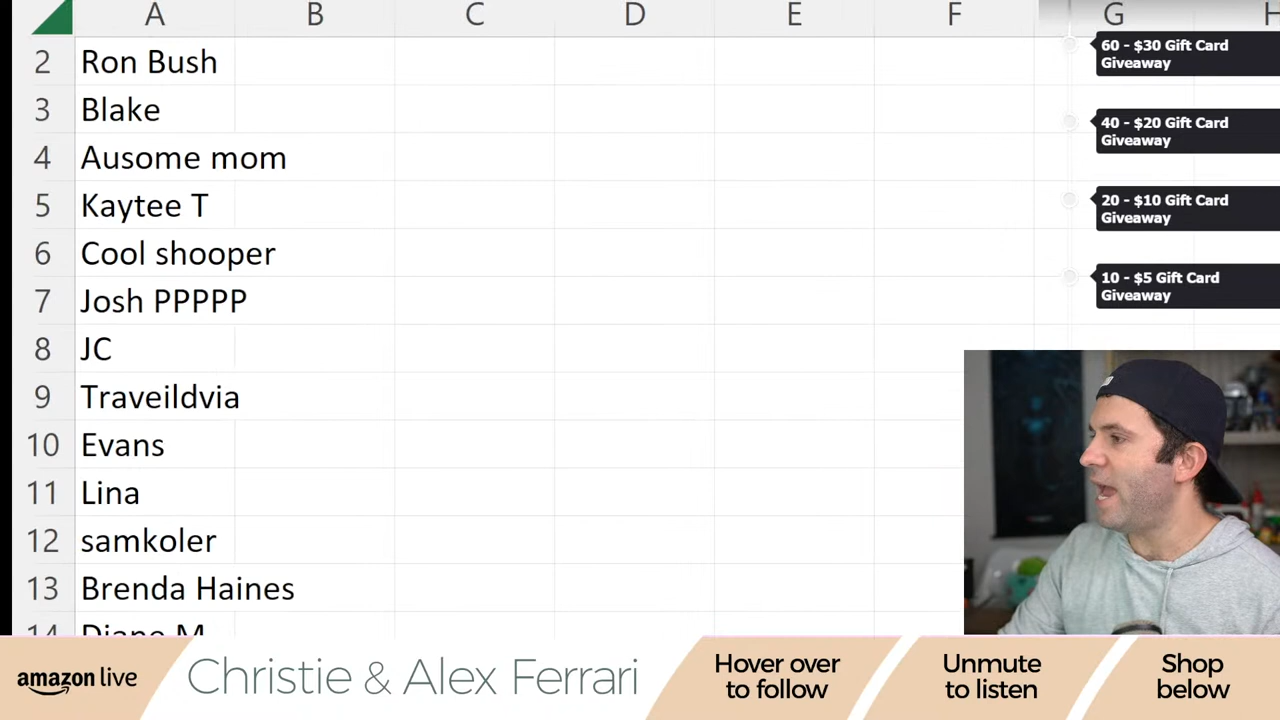 A B C D E F G H
2 Ron Bush
3 Blake
4 Ausome mom
5 Kaytee T
6 Cool shooper
7 Josh PPPPP
8 JC
9 Traveildvia
10 Evans
11 Lina
12 samkoler
13 Brenda Haines
14 Diane M
60 - $30 Gift Card
Giveaway
40 - $20 Gift Card
Giveaway
20 - $10 Gift Card
Giveaway
10 - $5 Gift Card
Giveaway
amazon live
Christie & Alex Ferrari
Hover over
to follow
Unmute
to listen
Shop
below